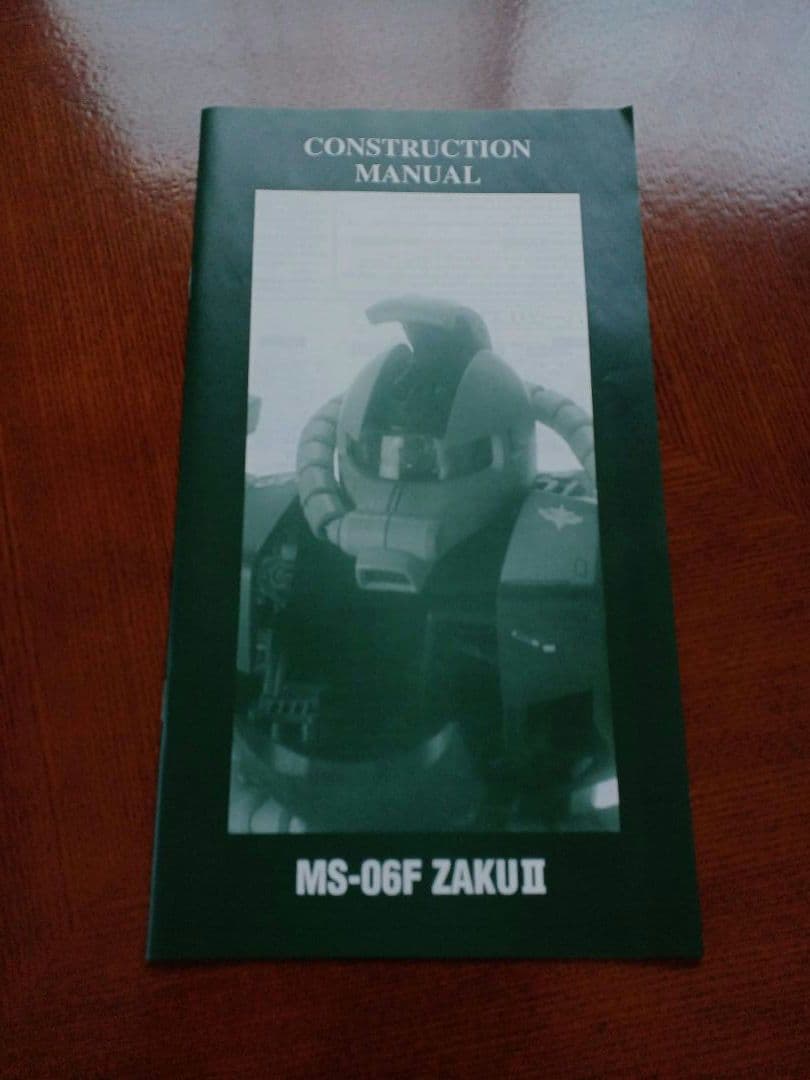 CONSTRUCTION
MANUAL
MS-06F ZAKUⅡ